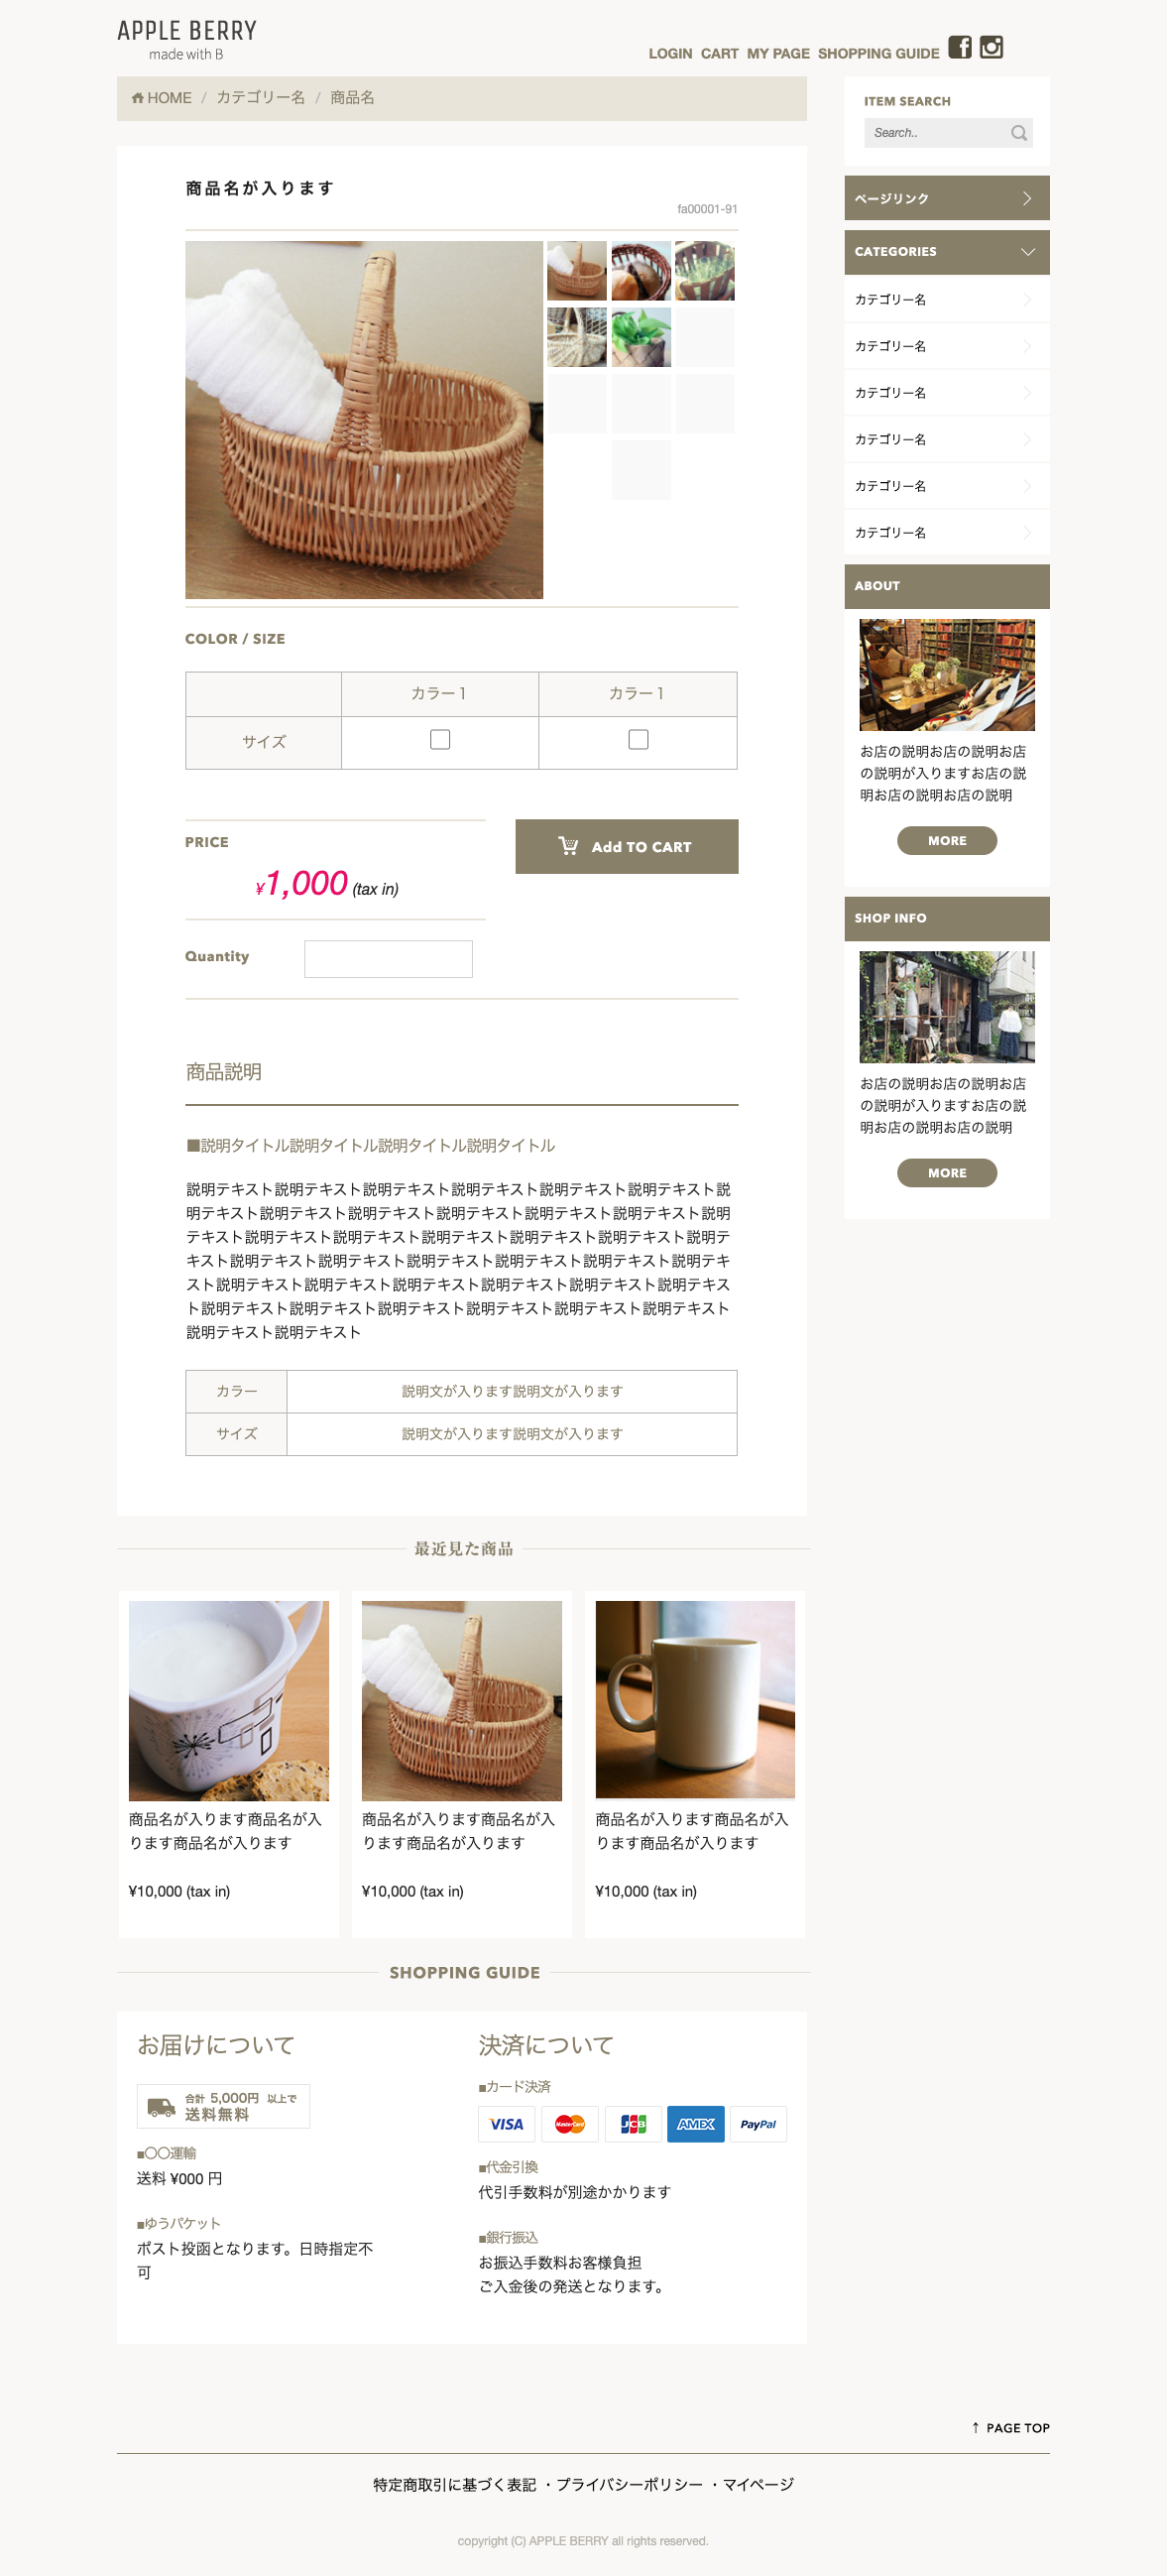 APPLE BERRY
made with B
LOGIN CART MY PAGE SHOPPING GUIDE
HOME / カテゴリー名 / 商品名
商品名が入ります
fa00001-91
COLOR / SIZE
カラー1 カラー1
サイズ
PRICE
Add TO CART
¥1,000 (tax in)
Quantity
商品説明
■説明タイトル説明タイトル説明タイトル説明タイトル
説明テキスト説明テキスト説明テキスト説明テキスト説明テキスト説明テキスト説
明テキスト説明テキスト説明テキスト説明テキスト説明テキスト説明テキスト説明
テキスト説明テキスト説明テキスト説明テキスト説明テキスト説明テキスト説明テ
キスト説明テキスト説明テキスト説明テキスト説明テキスト説明テキスト説明テキ
スト説明テキスト説明テキスト説明テキスト説明テキスト説明テキスト説明テキス
ト説明テキスト説明テキスト説明テキスト説明テキスト説明テキスト説明テキスト
説明テキスト説明テキスト
カラー 説明文が入ります説明文が入ります
サイズ 説明文が入ります説明文が入ります
ITEM SEARCH
Search..
ページリンク
CATEGORIES
カテゴリー名
カテゴリー名
カテゴリー名
カテゴリー名
カテゴリー名
カテゴリー名
ABOUT
お店の説明お店の説明お店
の説明が入りますお店の説
明お店の説明お店の説明
MORE
SHOP INFO
お店の説明お店の説明お店
の説明が入りますお店の説
明お店の説明お店の説明
MORE
最近見た商品
商品名が入ります商品名が入
ります商品名が入ります
¥10,000 (tax in)
商品名が入ります商品名が入
ります商品名が入ります
¥10,000 (tax in)
商品名が入ります商品名が入
ります商品名が入ります
¥10,000 (tax in)
SHOPPING GUIDE
お届けについて
合計 5,000円 以上で
送料無料
■〇〇運輸
送料 ¥000 円
■ゆうパケット
ポスト投函となります。日時指定不
可
決済について
■カード決済
VISA MasterCard JCB AMEX PayPal
■代金引換
代引手数料が別途かかります
■銀行振込
お振込手数料お客様負担
ご入金後の発送となります。
↑ PAGE TOP
特定商取引に基づく表記 ・プライバシーポリシー ・マイページ
copyright (C) APPLE BERRY all rights reserved.